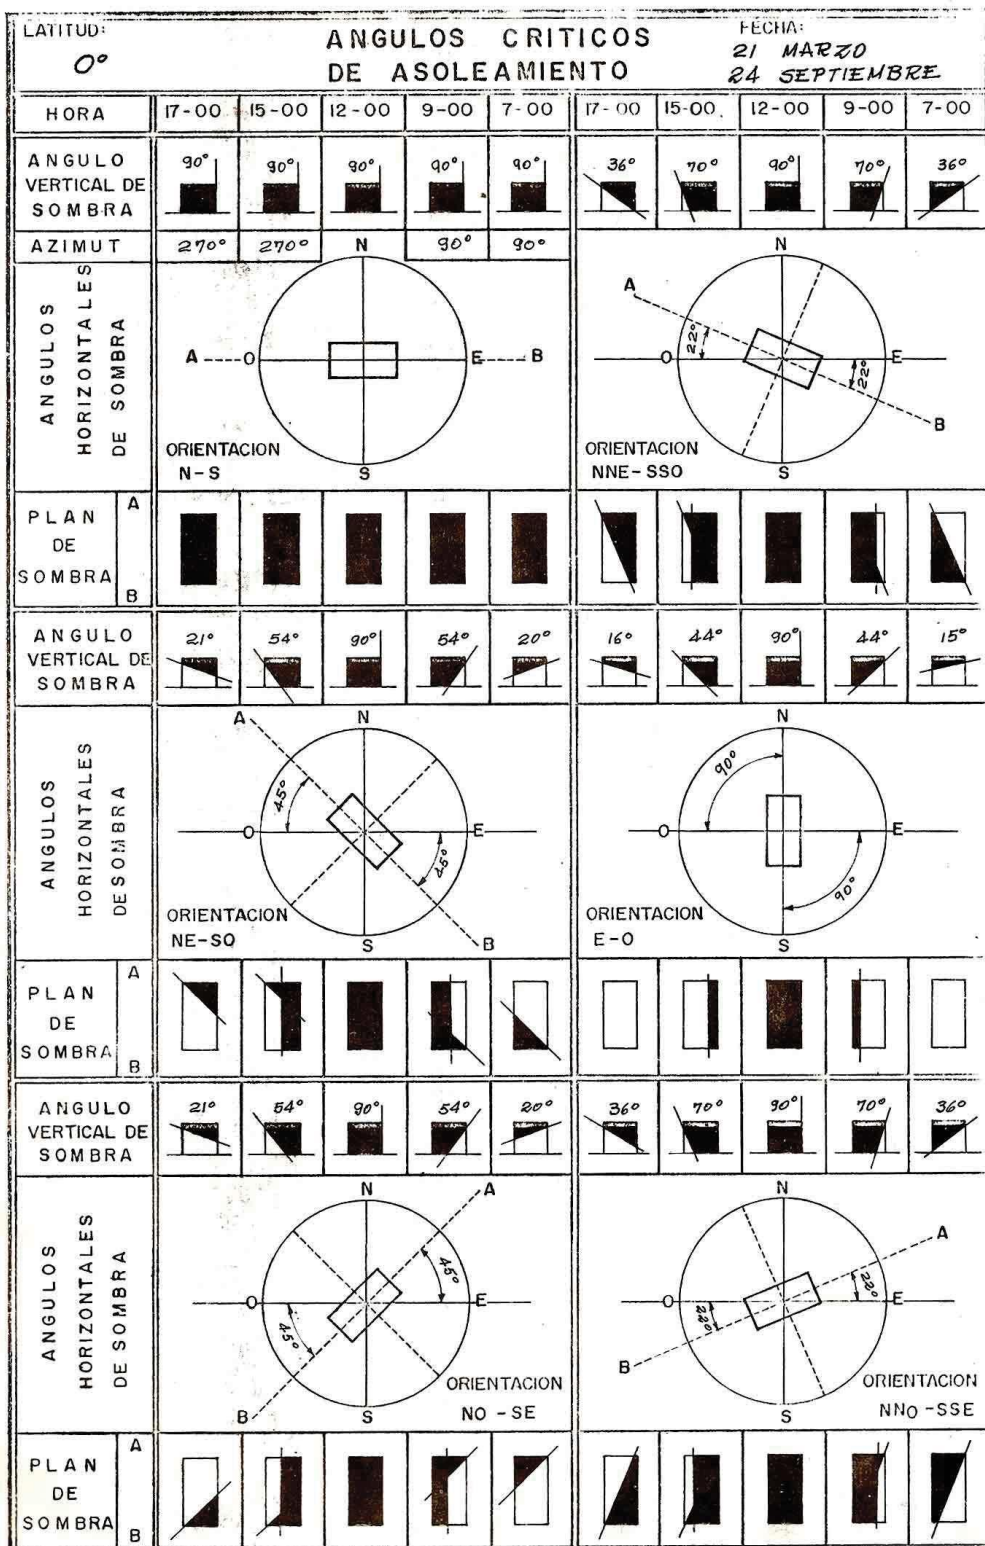 LATITUD:
0°
ANGULOS CRITICOS
DE ASOLEAMIENTO
FECHA:
21 MARZO
24 SEPTIEMBRE
HORA 17-00 15-00 12-00 9-00 7-00 17-00 15-00 12-00 9-00 7-00
ANGULO
VERTICAL DE
SOMBRA
90° 90° 90° 90° 90° 36° 70° 90° 70° 36°
AZIMUT 270° 270° 90° 90°
ANGULOS
HORIZONTALES
DE SOMBRA
N
A O E B
S
ORIENTACION
N-S
N
A
22°
O E
22°
B
S
ORIENTACION
NNE-SSO
PLAN
DE
SOMBRA
A
B
ANGULO
VERTICAL DE
SOMBRA
21° 54° 90° 54° 20° 16° 44° 90° 44° 15°
ANGULOS
HORIZONTALES
DE SOMBRA
A N
45°
O E
45°
B
S
ORIENTACION
NE-SO
N
90°
O E
90°
S
ORIENTACION
E-O
PLAN
DE
SOMBRA
A
B
ANGULO
VERTICAL DE
SOMBRA
21° 54° 90° 54° 20° 36° 70° 90° 70° 36°
ANGULOS
HORIZONTALES
DE SOMBRA
N A
45°
O E
45°
B S
ORIENTACION
NO-SE
N
A
22°
O E
22°
B
S
ORIENTACION
NNO-SSE
PLAN
DE
SOMBRA
A
B